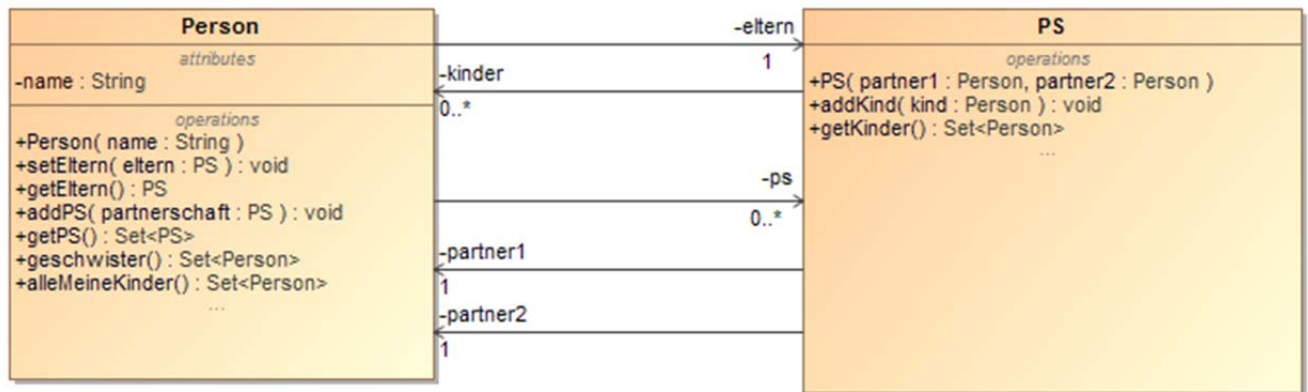 Person
attributes
-name : String
operations
+Person( name : String )
+setEltern( eltern : PS ) : void
+getEltern() : PS
+addPS( partnerschaft : PS ) : void
+getPS() : Set<PS>
+geschwister() : Set<Person>
+alleMeineKinder() : Set<Person>
...
-eltern
1
-kinder
0..*
-ps
0..*
-partner1
1
-partner2
1
PS
operations
+PS( partner1 : Person, partner2 : Person )
+addKind( kind : Person ) : void
+getKinder() : Set<Person>
...